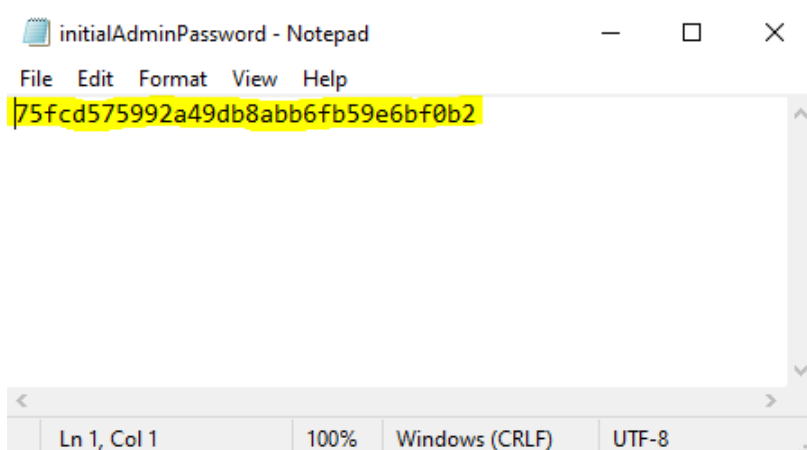 initialAdminPassword - Notepad
File Edit Format View Help
75fcd575992a49db8abb6fb59e6bf0b2
Ln 1, Col 1 100% Windows (CRLF) UTF-8